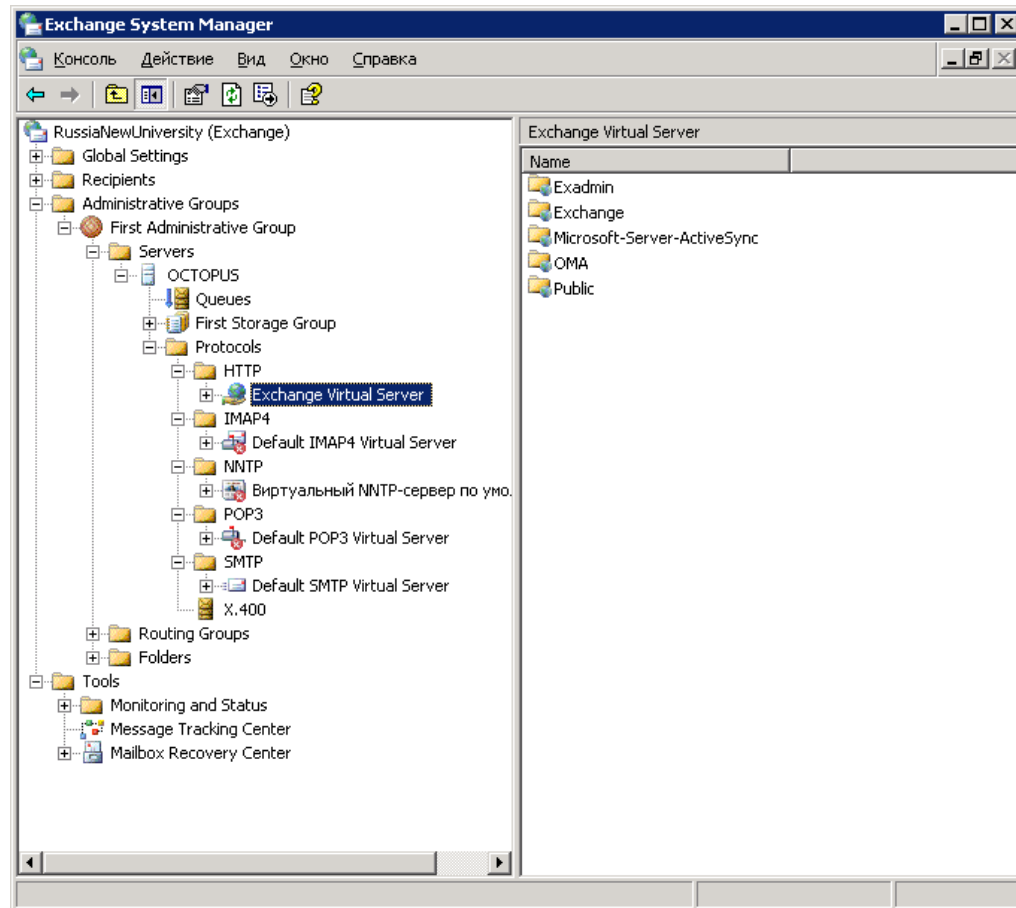 Exchange System Manager
Консоль Действие Вид Окно Справка
RussiaNewUniversity (Exchange)
Global Settings
Recipients
Administrative Groups
First Administrative Group
Servers
OCTOPUS
Queues
First Storage Group
Protocols
HTTP
Exchange Virtual Server
IMAP4
Default IMAP4 Virtual Server
NNTP
Виртуальный NNTP-сервер по умо.
POP3
Default POP3 Virtual Server
SMTP
Default SMTP Virtual Server
X.400
Routing Groups
Folders
Tools
Monitoring and Status
Message Tracking Center
Mailbox Recovery Center
Exchange Virtual Server
Name
Exadmin
Exchange
Microsoft-Server-ActiveSync
OMA
Public